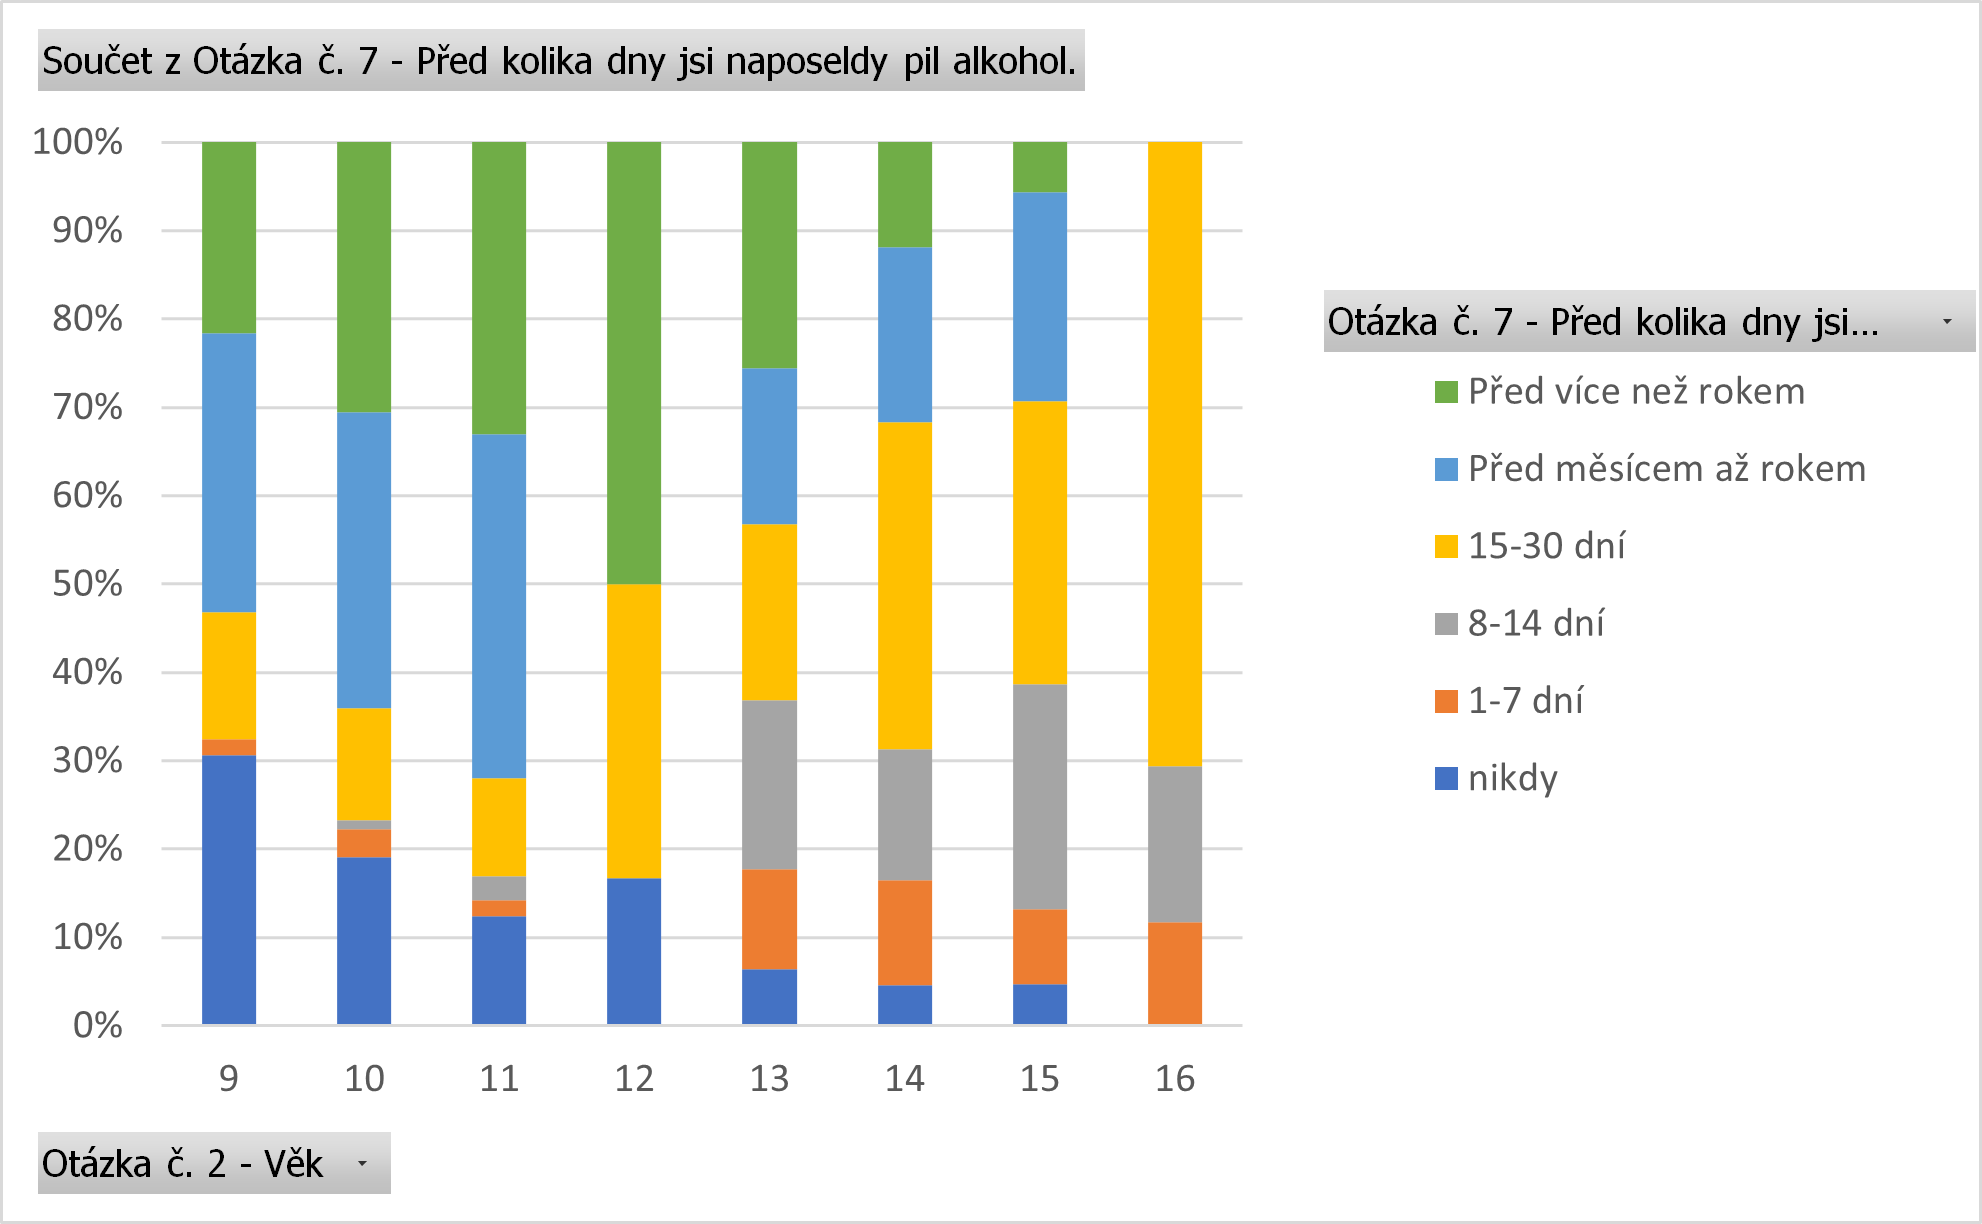 Součet z Otázka č. 7 - Před kolika dny jsi naposeldy pil alkohol.
100%
90%
80%
70%
60%
50%
40%
30%
20%
10%
0%
9 10 11 12 13 14 15 16
Otázka č. 2 - Věk
Otázka č. 7 - Před kolika dny jsi...
Před více než rokem
Před měsícem až rokem
15-30 dní
8-14 dní
1-7 dní
nikdy